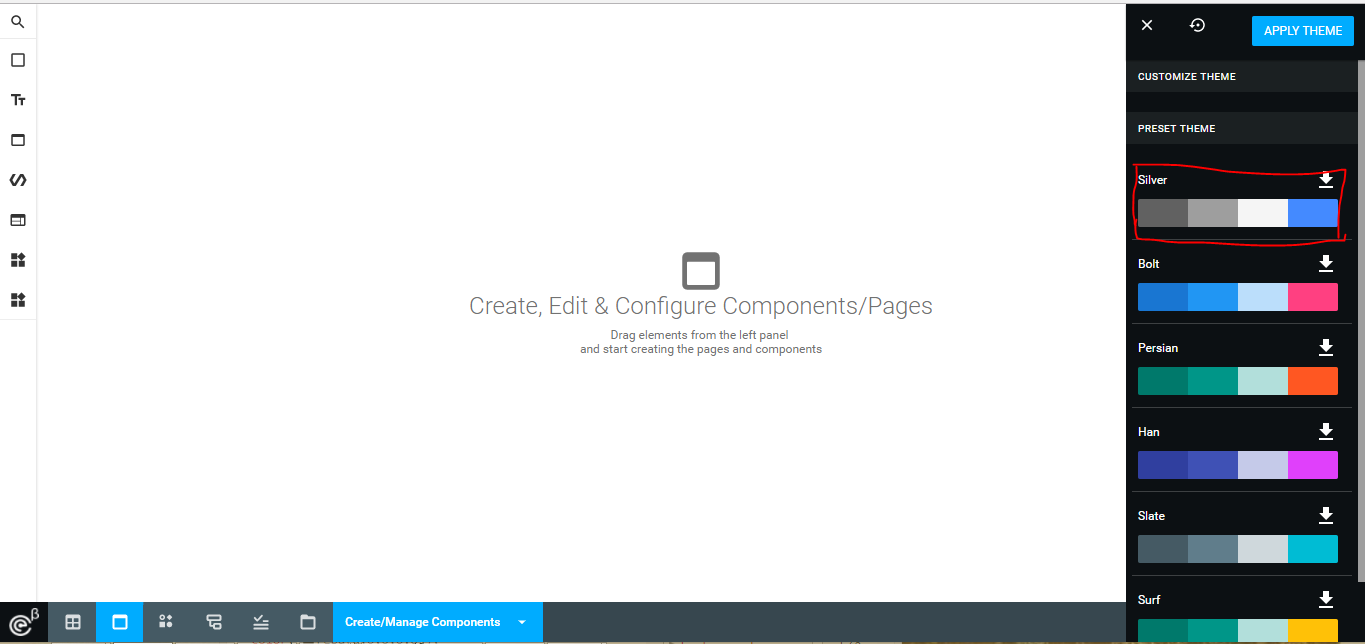 Tт
APPLY THEME
CUSTOMIZE THEME
PRESET THEME
Silver
Bolt
Persian
Han
Slate
Surf
Create, Edit & Configure Components/Pages
Drag elements from the left panel
and start creating the pages and components
β
Create/Manage Components